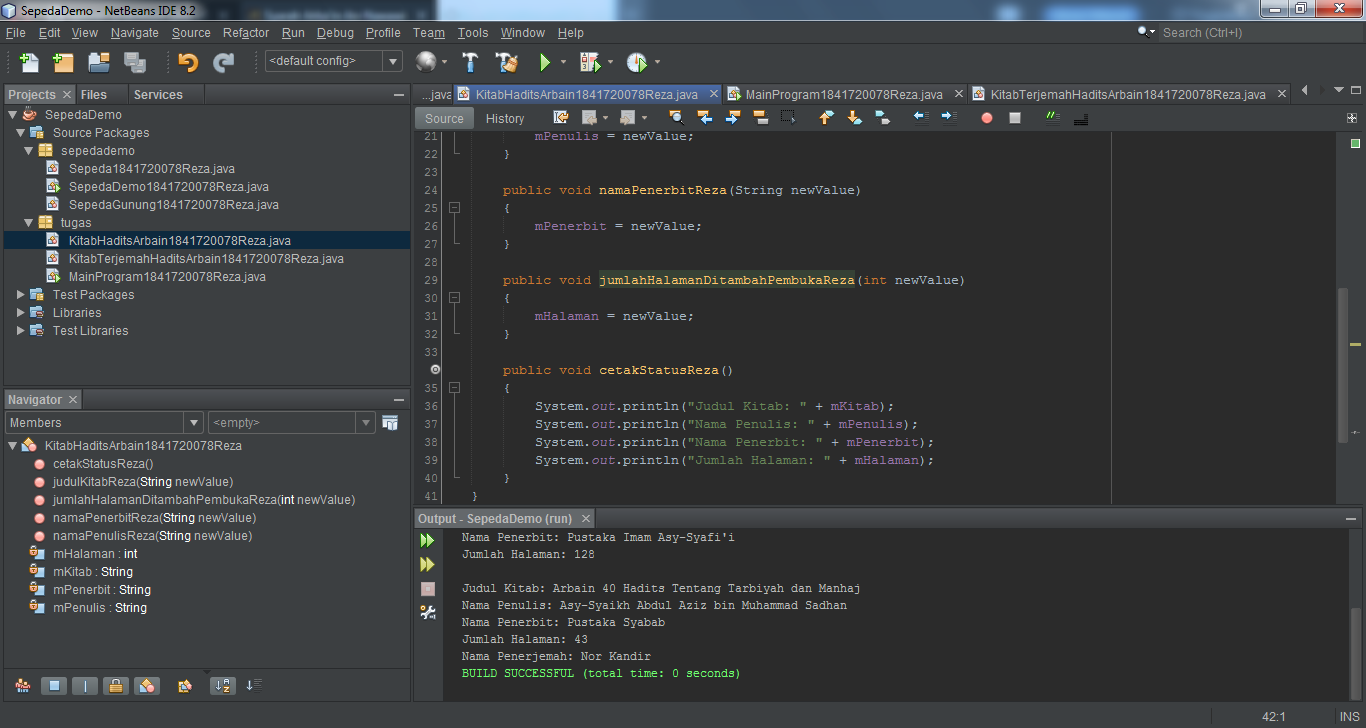 SepedaDemo - NetBeans IDE 8.2
File Edit View Navigate Source Refactor Run Debug Profile Team Tools Window Help
Search (Ctrl+I)
<default config>
Projects Files Services
SepedaDemo
Source Packages
sepedademo
Sepeda1841720078Reza.java
SepedaDemo1841720078Reza.java
SepedaGunung1841720078Reza.java
tugas
KitabHaditsArbain1841720078Reza.java
KitabTerjemahHaditsArbain1841720078Reza.java
MainProgram1841720078Reza.java
Test Packages
Libraries
Test Libraries
Navigator
Members <empty>
KitabHaditsArbain1841720078Reza
cetakStatusReza()
judulKitabReza(String newValue)
jumlahHalamanDitambahPembukaReza(int newValue)
namaPenerbitReza(String newValue)
namaPenulisReza(String newValue)
mHalaman : int
mKitab : String
mPenerbit : String
mPenulis : String
...java KitabHaditsArbain1841720078Reza.java MainProgram1841720078Reza.java KitabTerjemahHaditsArbain1841720078Reza.java
Source History
21 mPenulis = newValue;
22 }
23
24 public void namaPenerbitReza(String newValue)
25 {
26 mPenerbit = newValue;
27 }
28
29 public void jumlahHalamanDitambahPembukaReza(int newValue)
30 {
31 mHalaman = newValue;
32 }
33
public void cetakStatusReza()
35 {
36 System.out.println("Judul Kitab: " + mKitab);
37 System.out.println("Nama Penulis: " + mPenulis);
38 System.out.println("Nama Penerbit: " + mPenerbit);
39 System.out.println("Jumlah Halaman: " + mHalaman);
40 }
41 }
Output - SepedaDemo (run)
Nama Penerbit: Pustaka Imam Asy-Syafi'i
Jumlah Halaman: 128
Judul Kitab: Arbain 40 Hadits Tentang Tarbiyah dan Manhaj
Nama Penulis: Asy-Syaikh Abdul Aziz bin Muhammad Sadhan
Nama Penerbit: Pustaka Syabab
Jumlah Halaman: 43
Nama Penerjemah: Nor Kandir
BUILD SUCCESSFUL (total time: 0 seconds)
42:1 INS